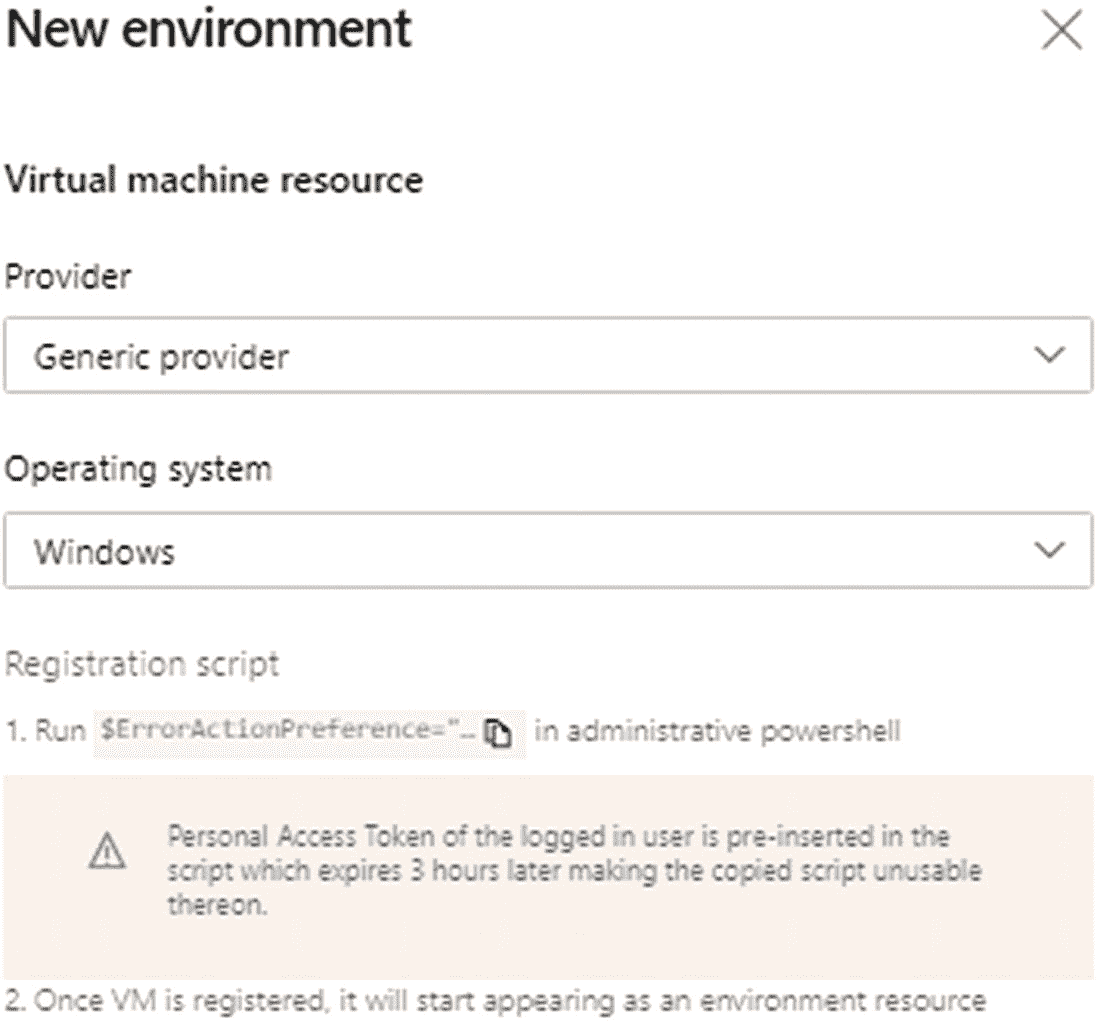 New environment
Virtual machine resource
Provider
Generic provider
Operating system
Windows
Registration script
1. Run $ErrorActionPreference="... in administrative powershell
Personal Access Token of the logged in user is pre-inserted in the
script which expires 3 hours later making the copied script unusable
thereon.
2. Once VM is registered, it will start appearing as an environment resource